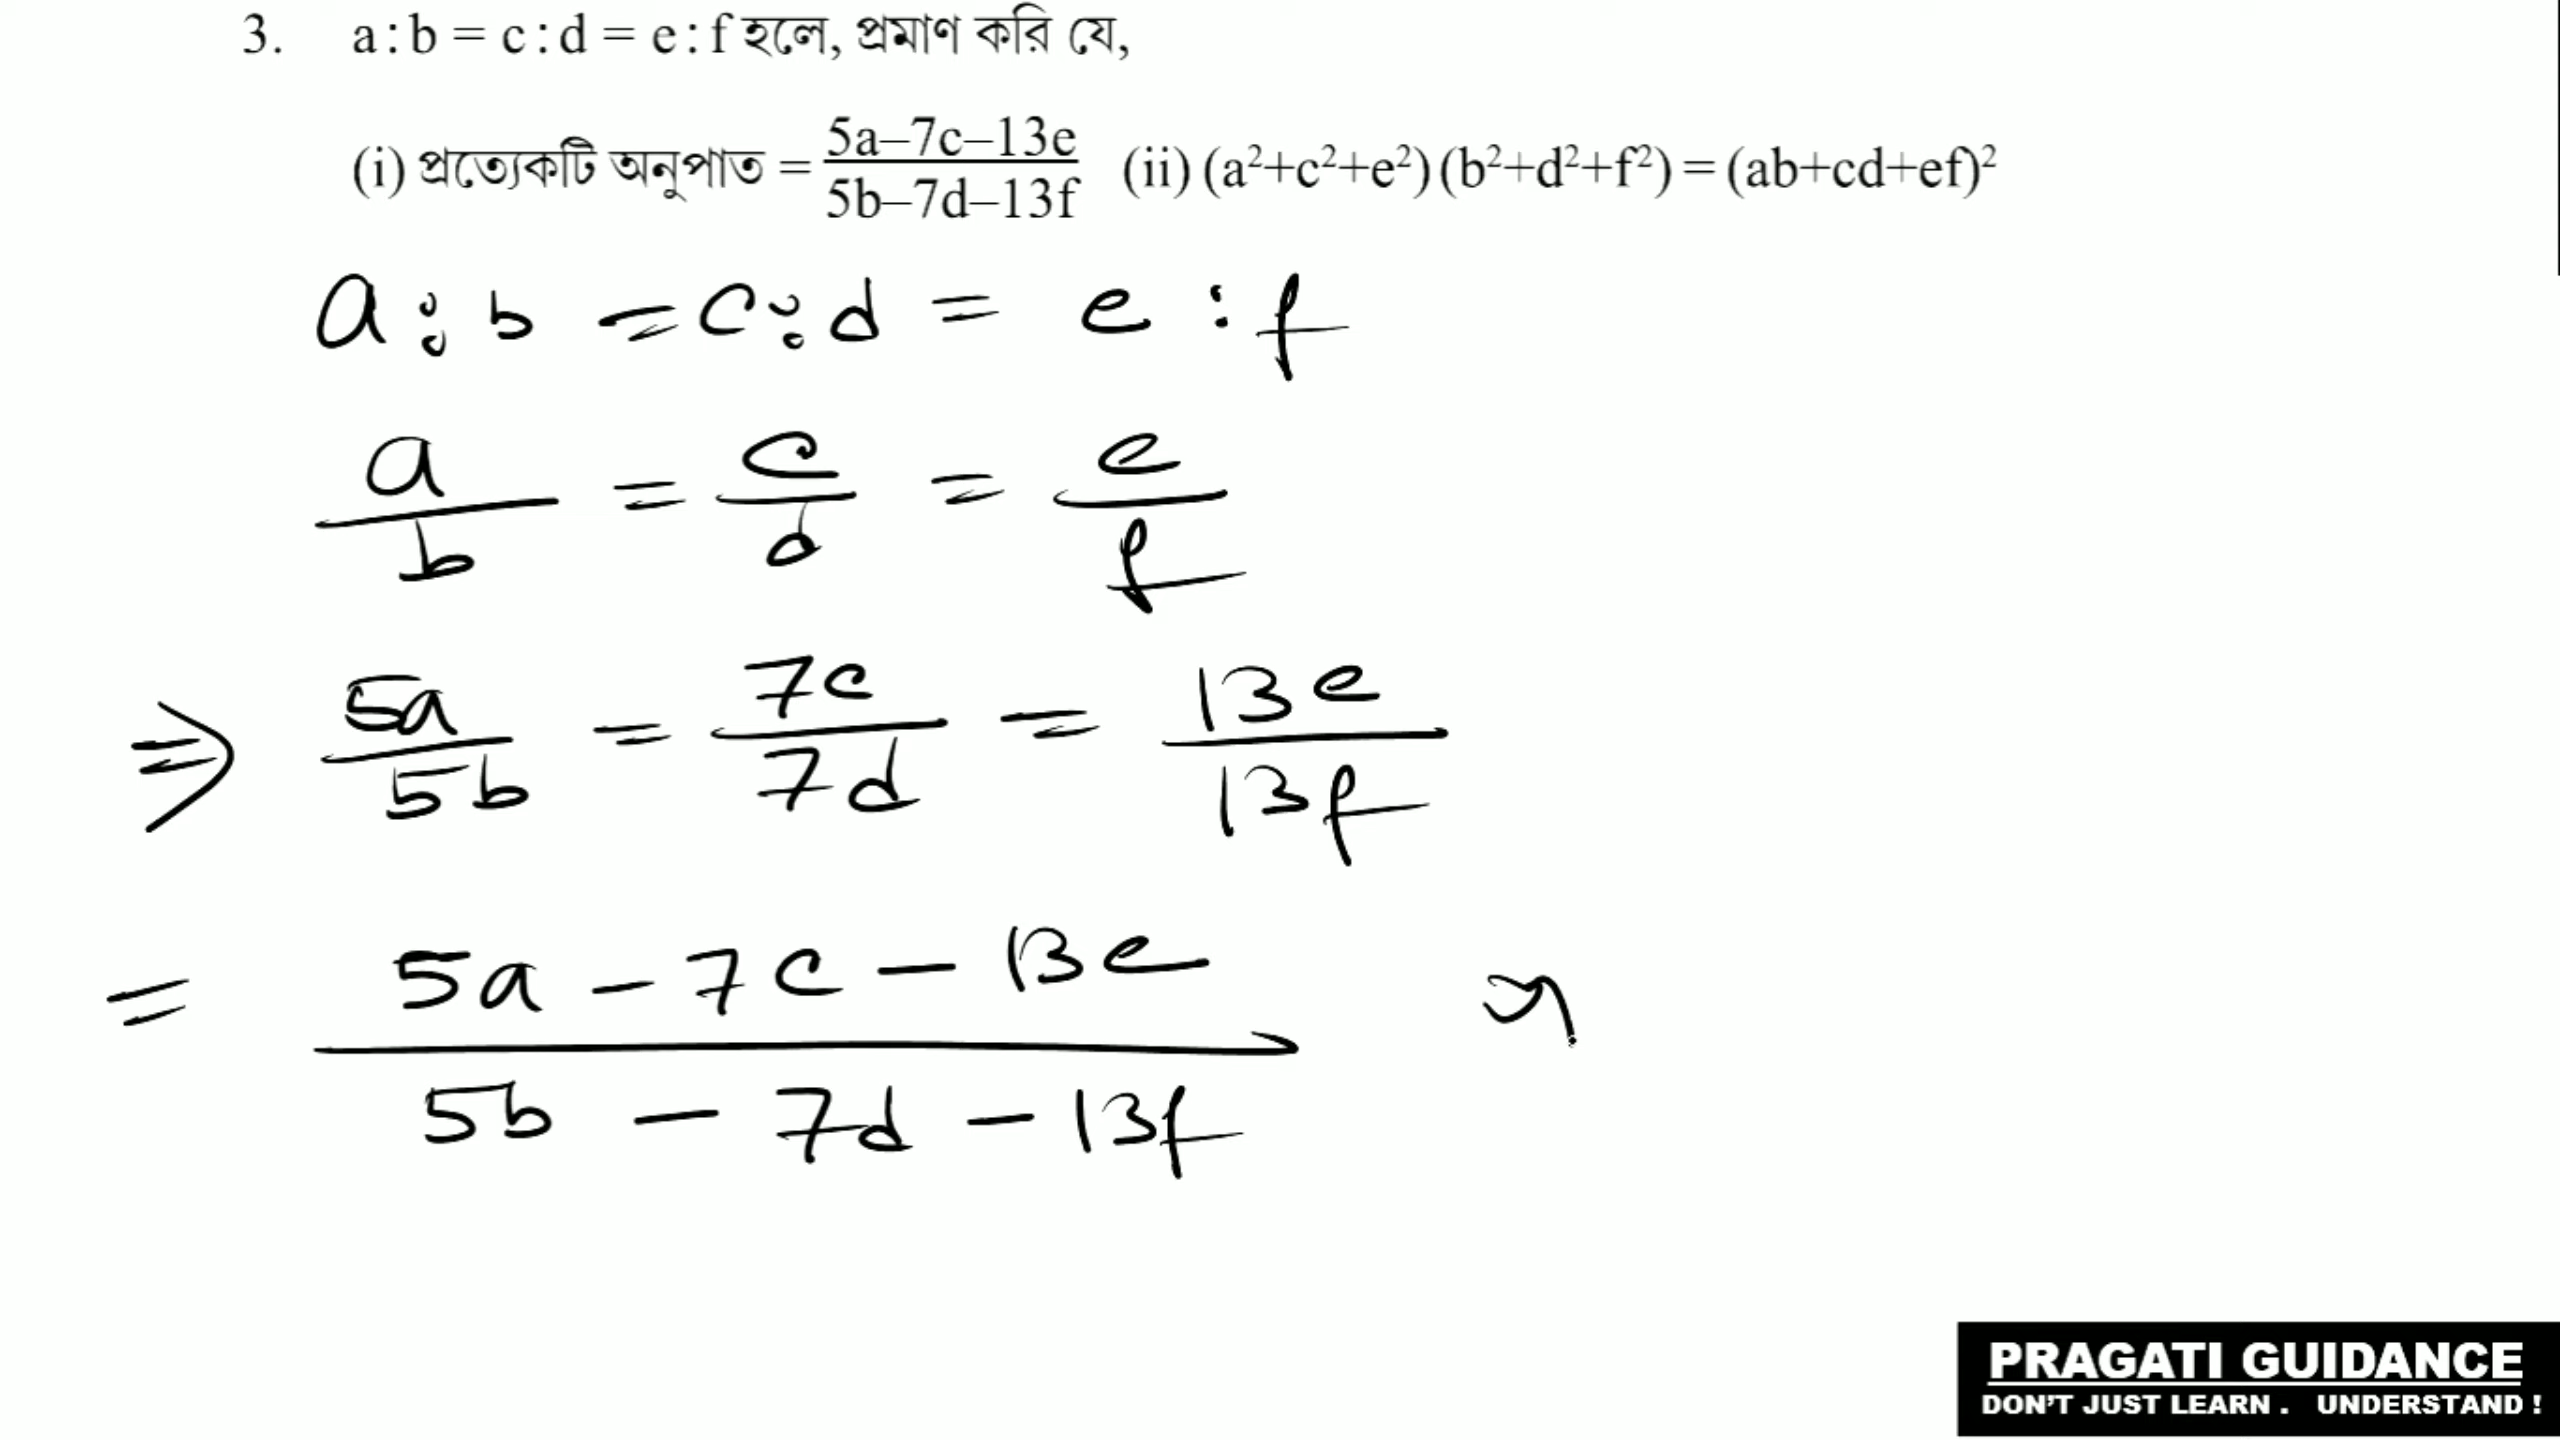 3. a : b = c : d = e : f হলে, প্রমাণ করি যে,
(i) প্রত্যেকটি অনুপাত = 5a–7c–13e / 5b–7d–13f (ii) (a²+c²+e²) (b²+d²+f²) = (ab+cd+ef)²
a : b = c : d = e : f
a/b = c/d = e/f
⇒ 5a/5b = 7c/7d = 13e/13f
= 5a - 7c - 13e / 5b - 7d - 13f
PRAGATI GUIDANCE
DON'T JUST LEARN . UNDERSTAND !